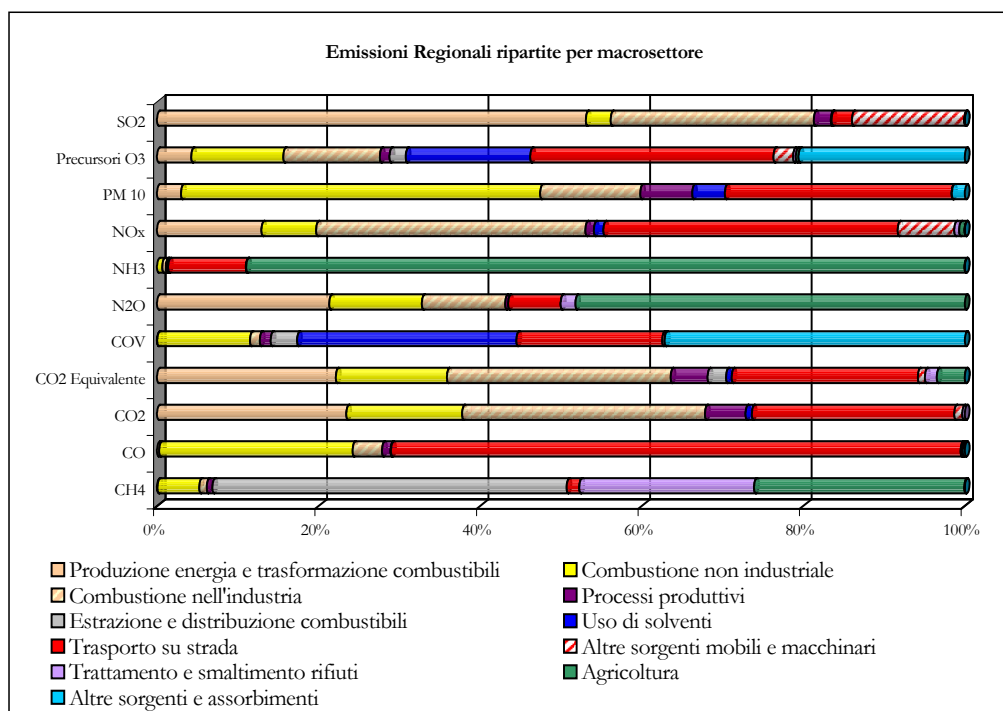 Emissioni Regionali ripartite per macrosettore
SO2
Precursori O3
PM 10
NOx
NH3
N2O
COV
CO2 Equivalente
CO2
CO
CH4
0% 20% 40% 60% 80% 100%
Produzione energia e trasformazione combustibili Combustione non industriale
Combustione nell'industria Processi produttivi
Estrazione e distribuzione combustibili Uso di solventi
Trasporto su strada Altre sorgenti mobili e macchinari
Trattamento e smaltimento rifiuti Agricoltura
Altre sorgenti e assorbimenti